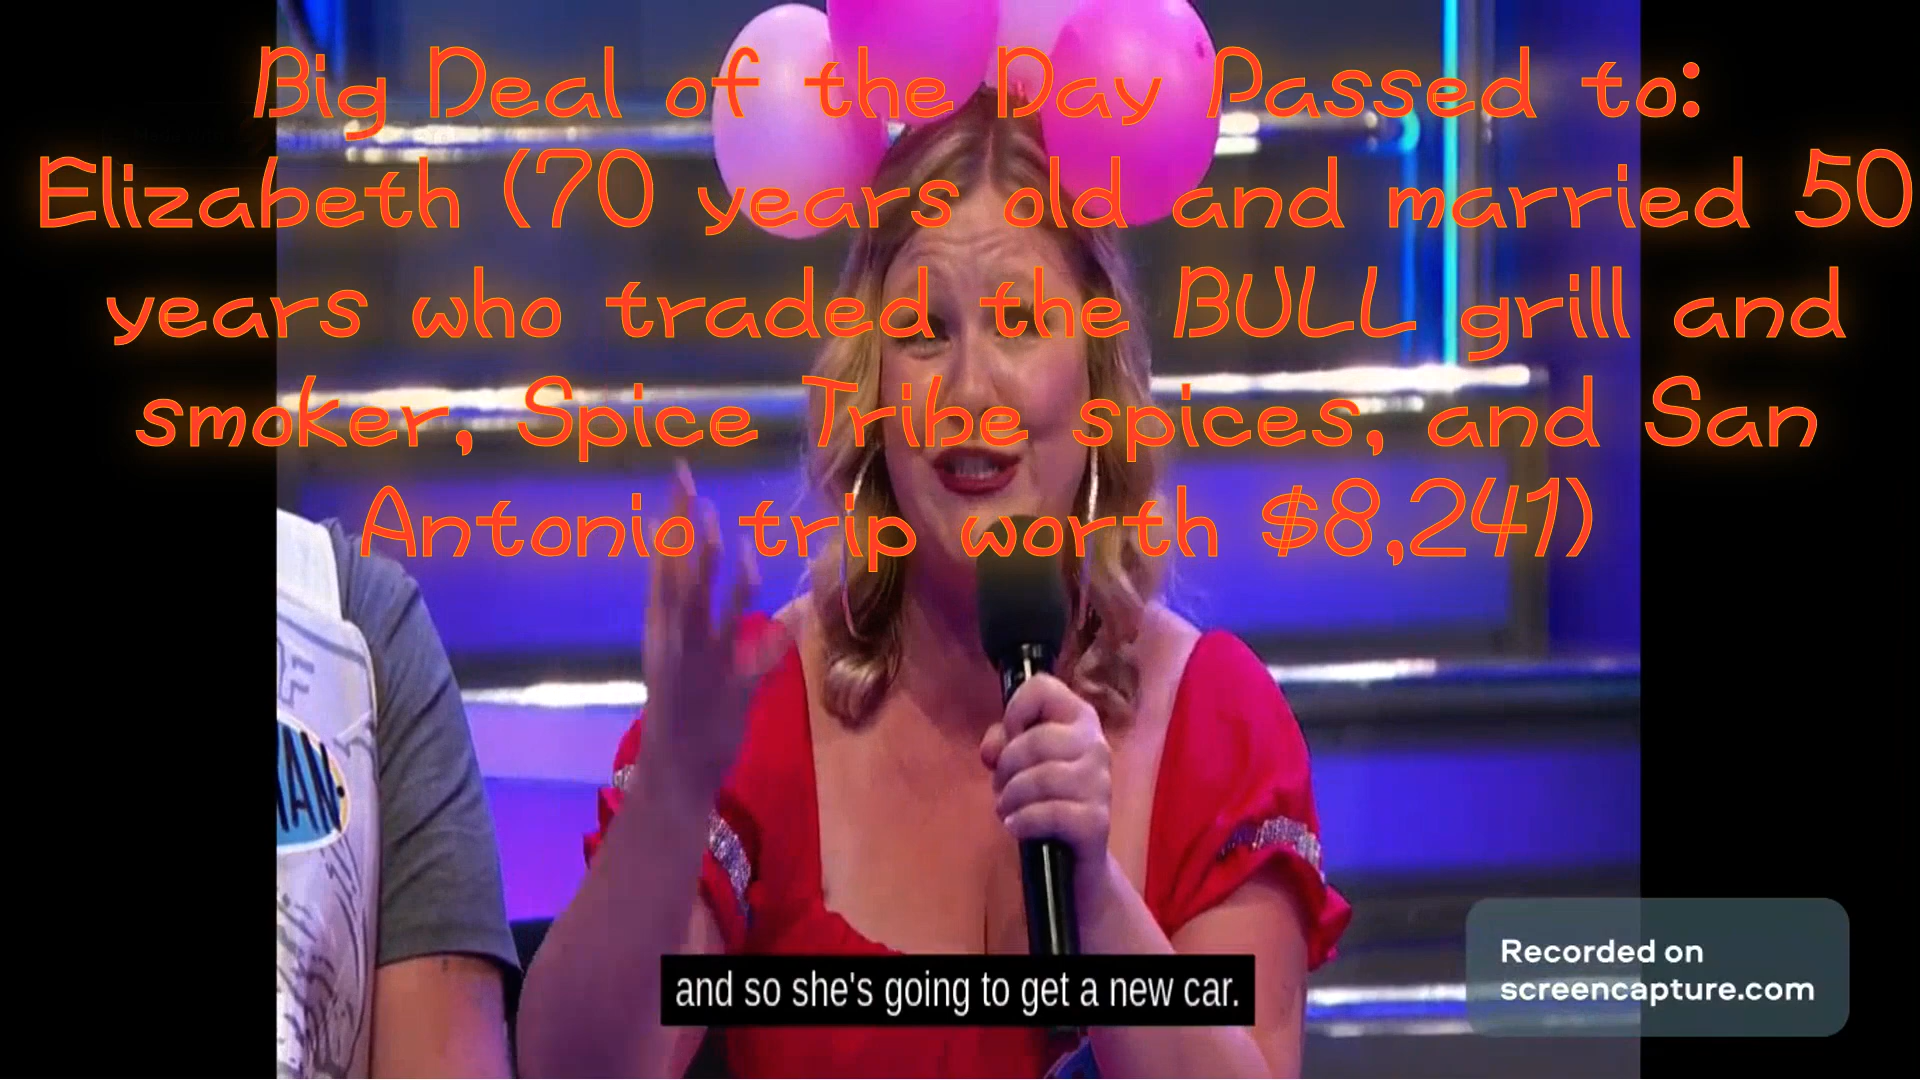 Big Deal of the Day Passed to:
Elizabeth (70 years old and married 50
years who traded the BULL grill and
smoker, Spice Tribe spices, and San
Antonio trip worth $8,241)
and so she's going to get a new car.
Recorded on
screencapture.com